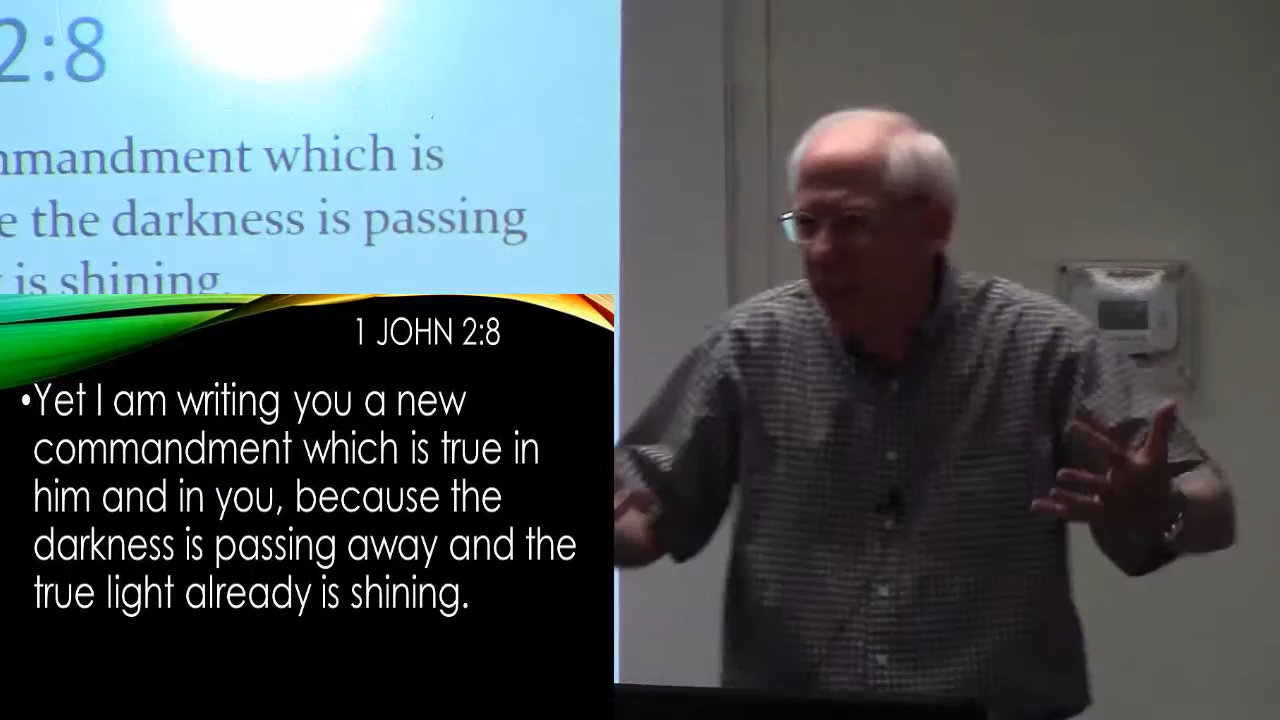 2:8
mmandment which is
e the darkness is passing
is shining.
1 JOHN 2:8
•Yet I am writing you a new
commandment which is true in
him and in you, because the
darkness is passing away and the
true light already is shining.